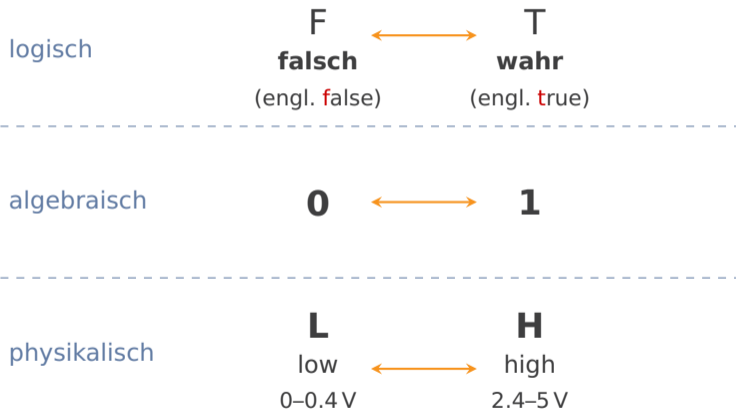 F T
logisch falsch wahr
(engl. false) (engl. true)
algebraisch 0 1
L H
physikalisch low high
0–0.4 V 2.4–5 V